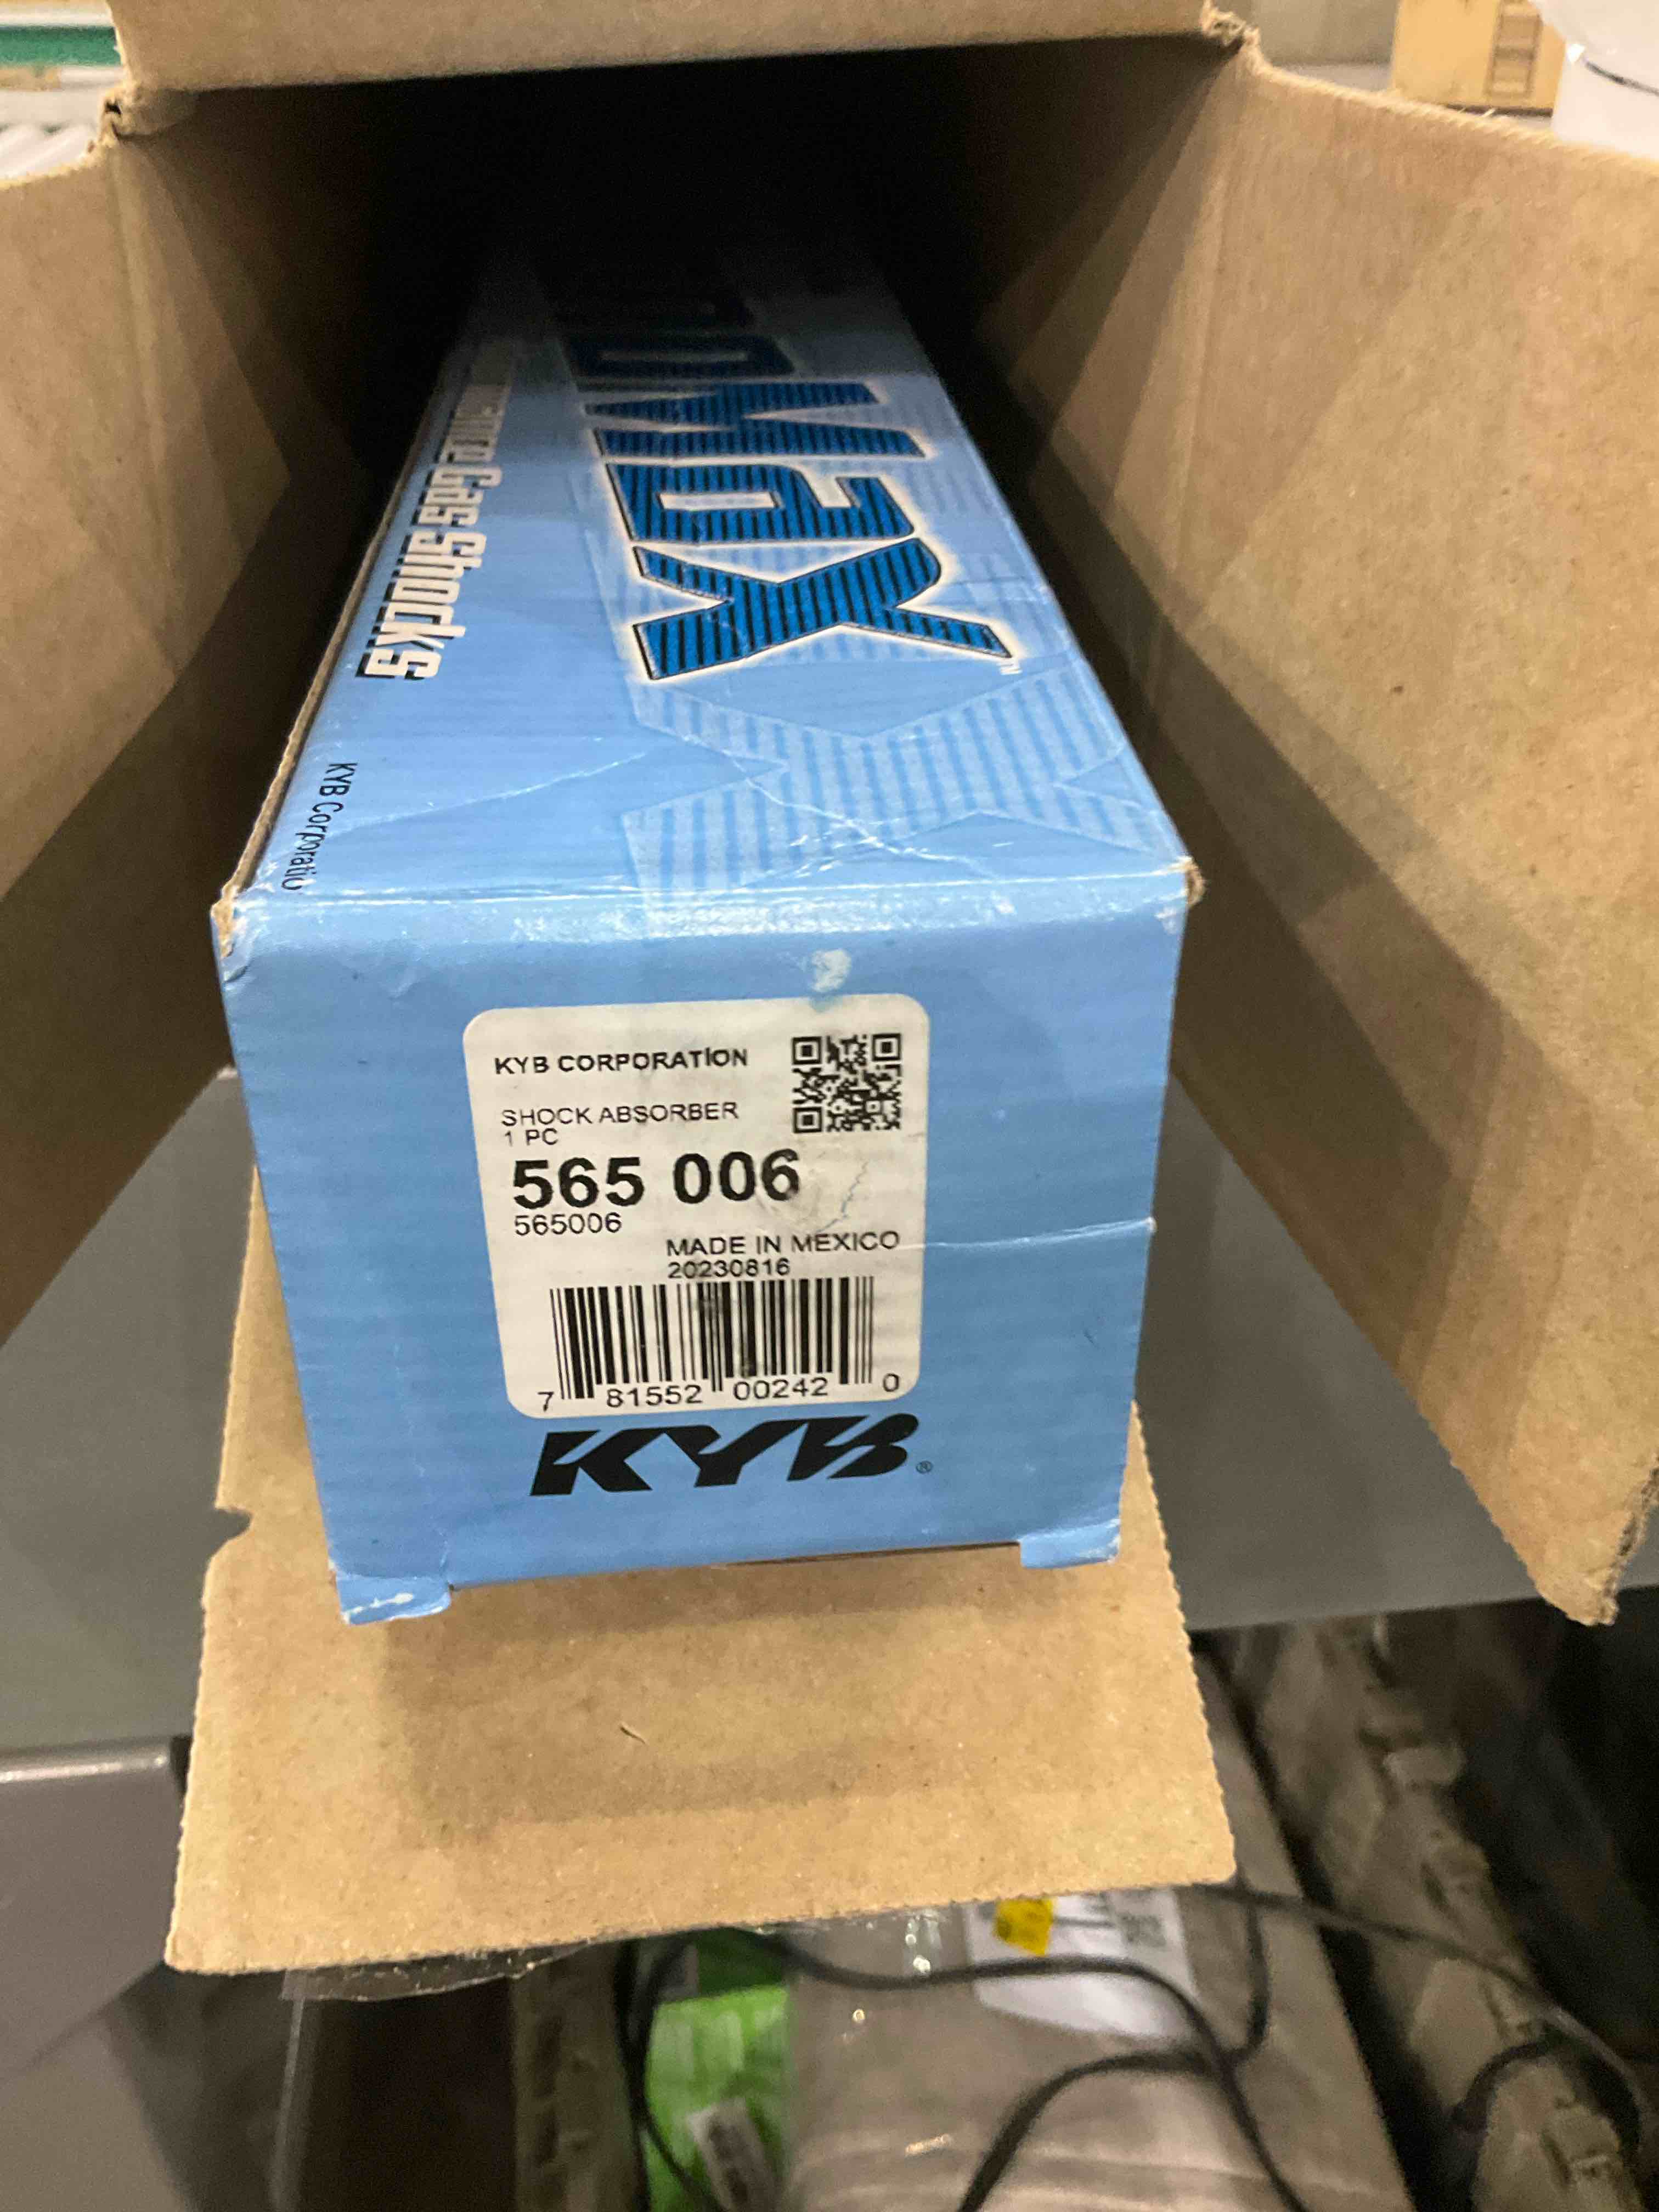 Gas Shocks
KYB Corporatio
KYB CORPORATION
SHOCK ABSORBER
1 PC
565 006
565006
MADE IN MEXICO
20230816
7 81552 00242 0
KYB®